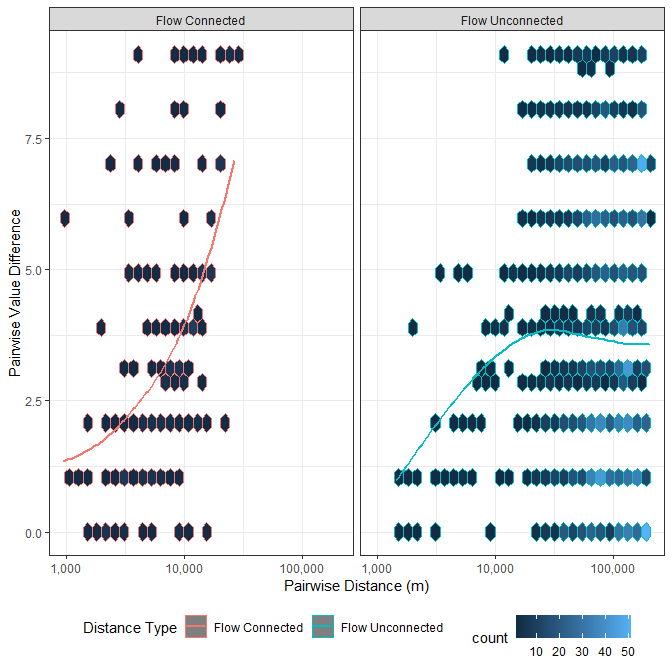 Flow Connected Flow Unconnected
Pairwise Value Difference
7.5
5.0
2.5
0.0
1,000 10,000 100,000 1,000 10,000 100,000
Pairwise Distance (m)
Distance Type Flow Connected Flow Unconnected count
10 20 30 40 50